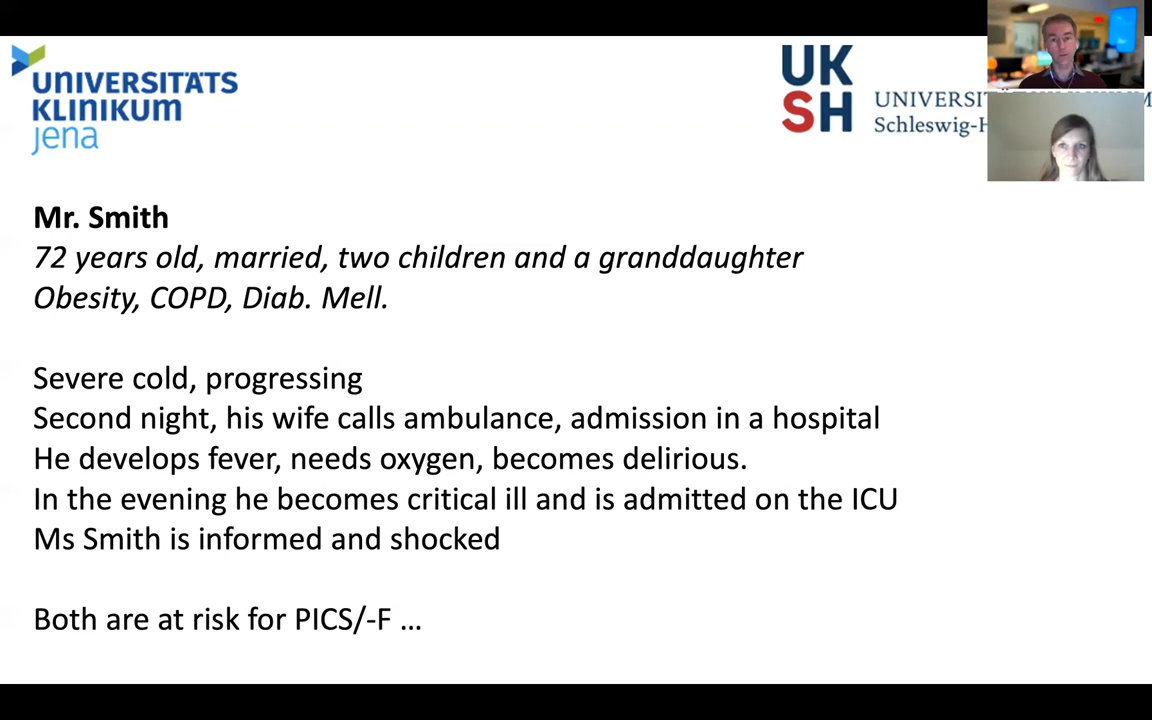 UNIVERSITÄTS
KLINIKUM
jena
UK
SH
Schleswig-H
Mr. Smith
72 years old, married, two children and a granddaughter
Obesity, COPD, Diab. Mell.
Severe cold, progressing
Second night, his wife calls ambulance, admission in a hospital
He develops fever, needs oxygen, becomes delirious.
In the evening he becomes critical ill and is admitted on the ICU
Ms Smith is informed and shocked
Both are at risk for PICS/-F ...